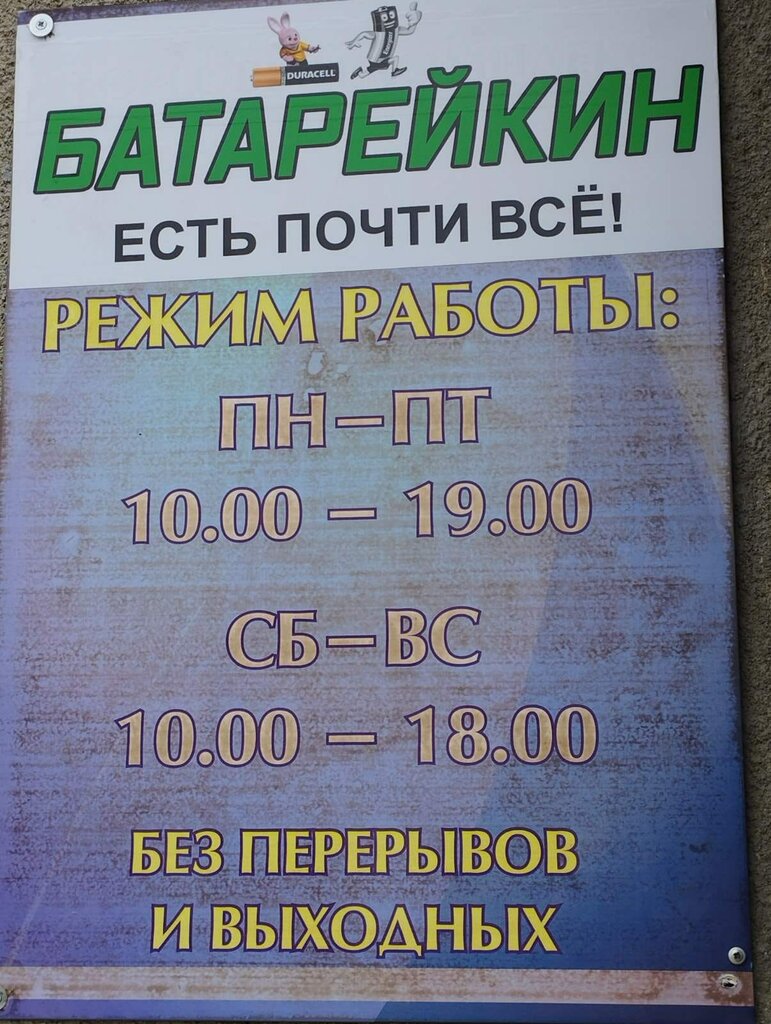 DURACELL
Energizer
БАТАРЕЙКИН
ЕСТЬ ПОЧТИ ВСЁ!
РЕЖИМ РАБОТЫ:
ПН – ПТ
10.00 – 19.00
СБ – ВС
10.00 – 18.00
БЕЗ ПЕРЕРЫВОВ
И ВЫХОДНЫХ